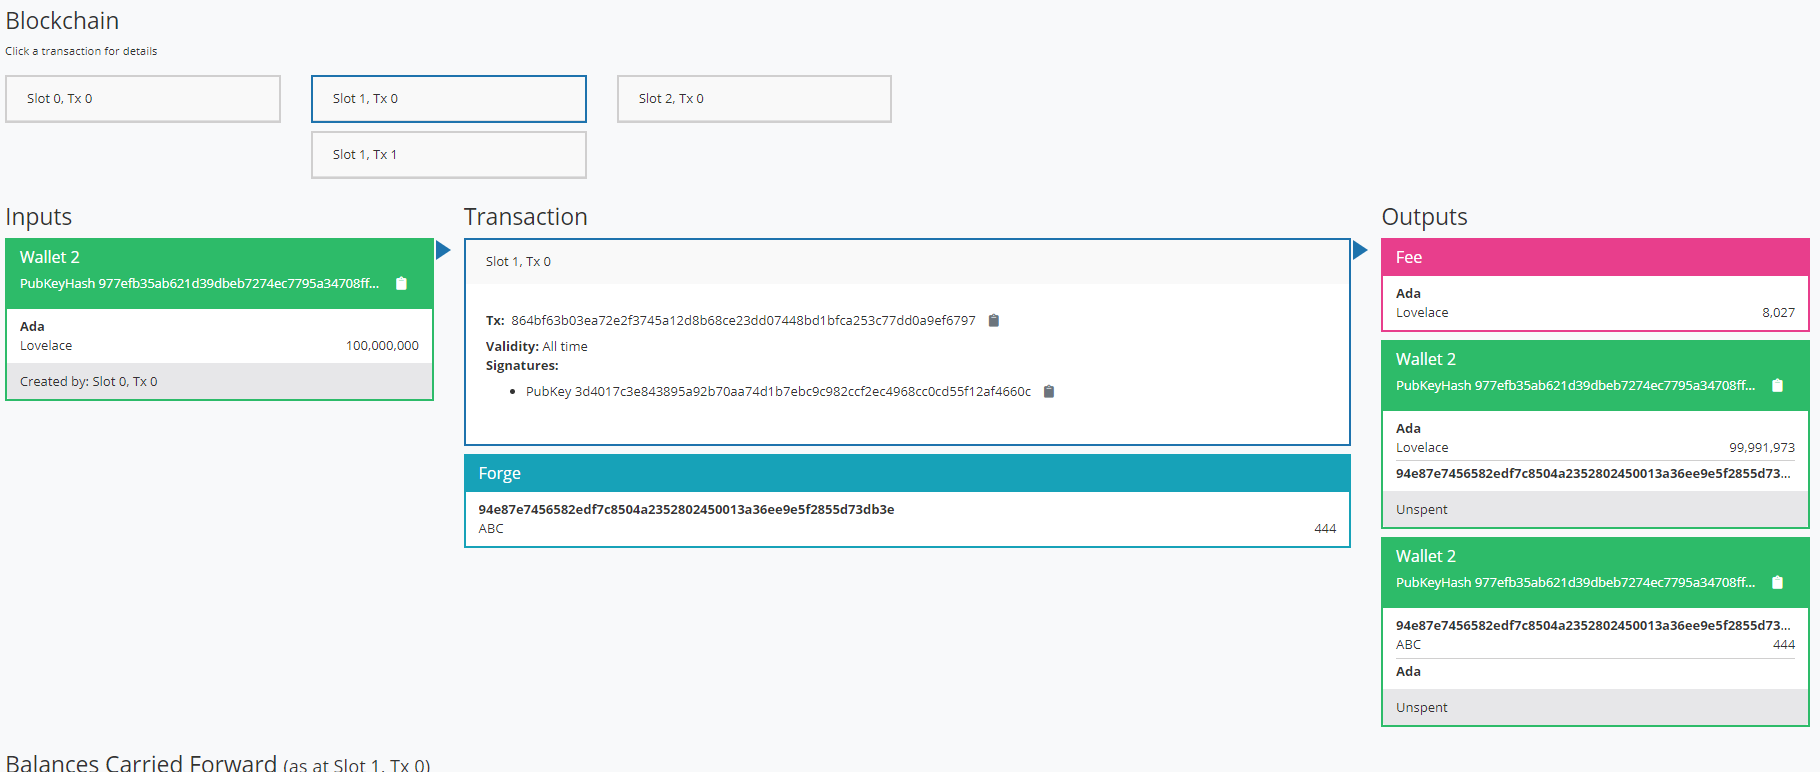 Blockchain
Click a transaction for details
Slot 0, Tx 0
Slot 1, Tx 0
Slot 2, Tx 0
Slot 1, Tx 1
Inputs
Wallet 2
PubKeyHash 977efb35ab621d39dbeb7274ec7795a34708ff...
Ada
Lovelace 100,000,000
Created by: Slot 0, Tx 0
Transaction
Slot 1, Tx 0
Tx: 864bf63b03ea72e2f3745a12d8b68ce23dd07448bd1bfca253c77dd0a9ef6797
Validity: All time
Signatures:
• PubKey 3d4017c3e843895a92b70aa74d1b7ebc9c982ccf2ec4968cc0cd55f12af4660c
Forge
94e87e7456582edf7c8504a2352802450013a36ee9e5f2855d73db3e
ABC 444
Outputs
Fee
Ada
Lovelace 8,027
Wallet 2
PubKeyHash 977efb35ab621d39dbeb7274ec7795a34708ff...
Ada
Lovelace 99,991,973
94e87e7456582edf7c8504a2352802450013a36ee9e5f2855d73...
Unspent
Wallet 2
PubKeyHash 977efb35ab621d39dbeb7274ec7795a34708ff...
94e87e7456582edf7c8504a2352802450013a36ee9e5f2855d73...
ABC 444
Ada
Unspent
Balances Carried Forward (as at Slot 1, Tx 0)